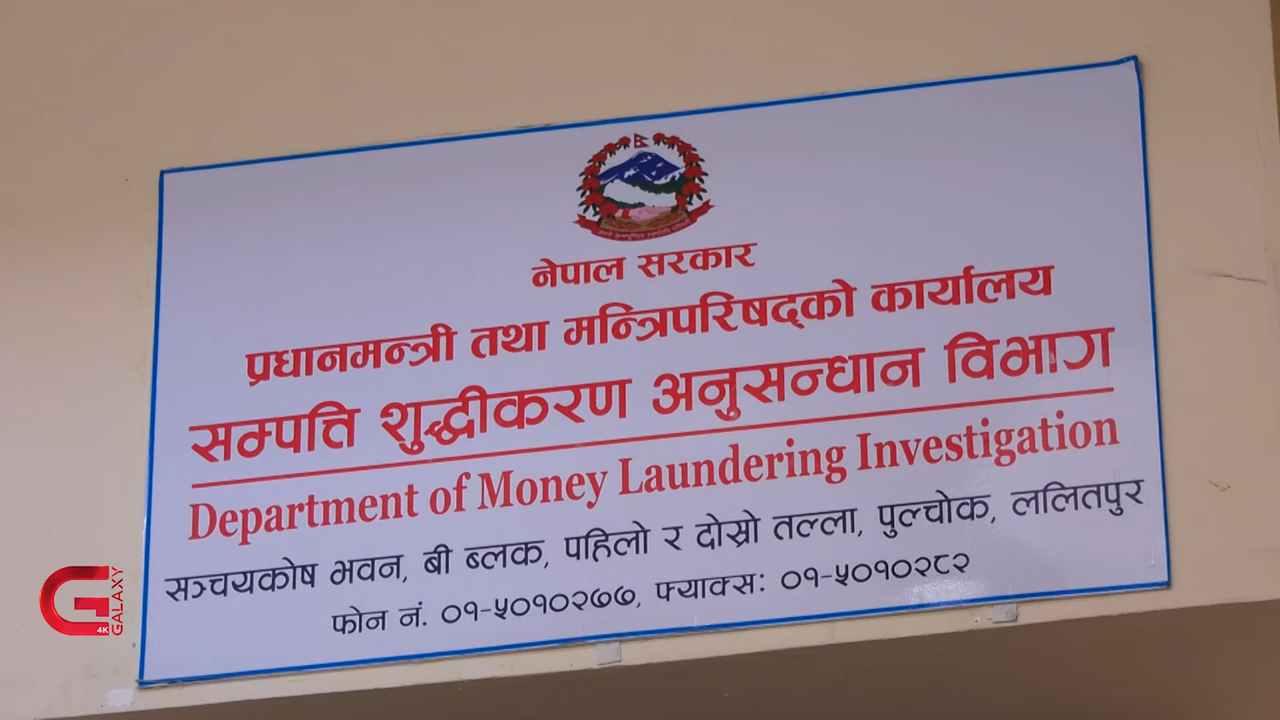 नेपाल सरकार
प्रधानमन्त्री तथा मन्त्रिपरिषद्को कार्यालय
सम्पत्ति शुद्धीकरण अनुसन्धान विभाग
Department of Money Laundering Investigation
सञ्चयकोष भवन, बी ब्लक, पहिलो र दोस्रो तल्ला, पुल्चोक, ललितपुर
फोन नं. ०१-५०१०२७७, फ्याक्स: ०१-५०१०२८२
G 4K GALAXY